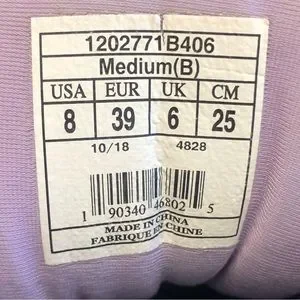 1202771B406
Medium(B)
USA EUR UK CM
8 39 6 25
10/18 4828
1 90340 46802 5
MADE IN CHINA
FABRIQUE EN CHINE